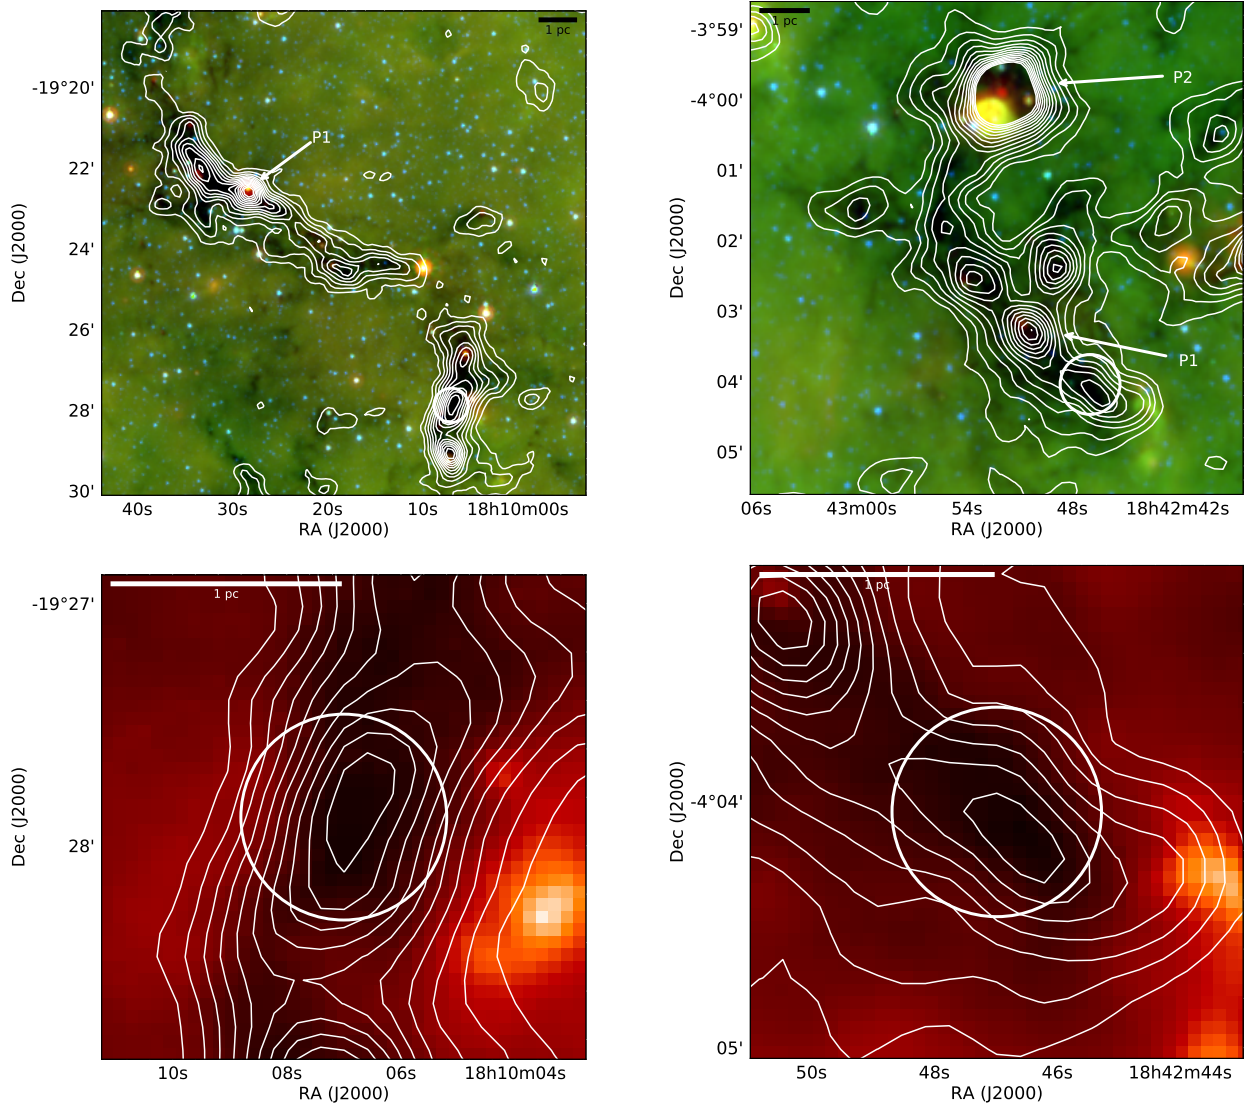 1 pc
P1
-19°20'
22'
24'
26'
28'
30'
40s
30s
20s
10s
18h10m00s
RA (J2000)
Dec (J2000)
1 pc
P2
P1
-3°59'
-4°00'
01'
02'
03'
04'
05'
06s
43m00s
54s
48s
18h42m42s
RA (J2000)
Dec (J2000)
1 pc
-19°27'
28'
10s
08s
06s
18h10m04s
RA (J2000)
Dec (J2000)
1 pc
-4°04'
05'
50s
48s
46s
18h42m44s
RA (J2000)
Dec (J2000)